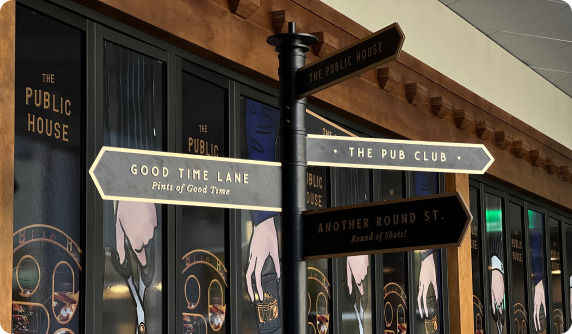 THE
PUBLIC
HOUSE
THE PUBLIC HOUSE
THE
PUBLIC
· THE PUB CLUB ·
GOOD TIME LANE
Pints of Good Time
HOUSE
ANOTHER ROUND ST.
Round of Shots!